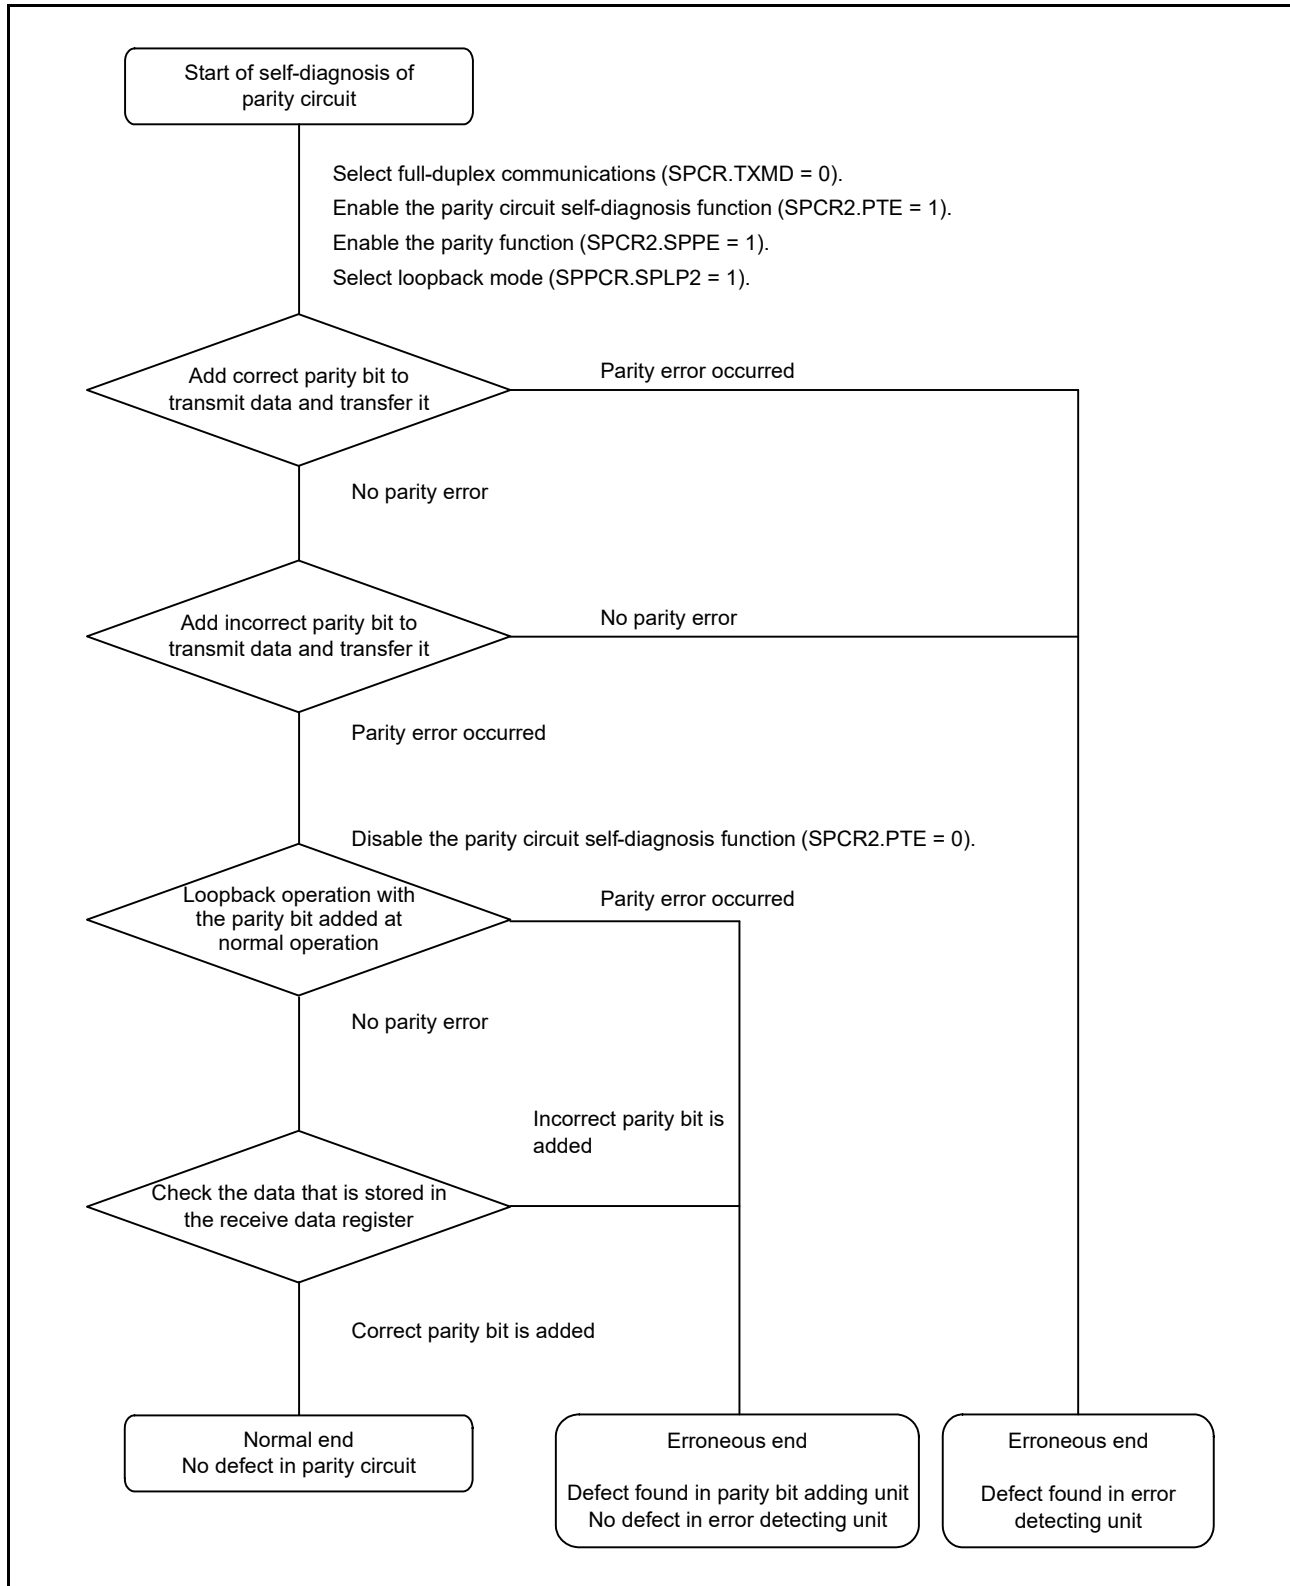 Start of self-diagnosis of
parity circuit
Select full-duplex communications (SPCR.TXMD = 0).
Enable the parity circuit self-diagnosis function (SPCR2.PTE = 1).
Enable the parity function (SPCR2.SPPE = 1).
Select loopback mode (SPPCR.SPLP2 = 1).
Add correct parity bit to
transmit data and transfer it
Parity error occurred
No parity error
Add incorrect parity bit to
transmit data and transfer it
No parity error
Parity error occurred
Disable the parity circuit self-diagnosis function (SPCR2.PTE = 0).
Loopback operation with
the parity bit added at
normal operation
Parity error occurred
No parity error
Incorrect parity bit is
added
Check the data that is stored in
the receive data register
Correct parity bit is added
Normal end
No defect in parity circuit
Erroneous end
Defect found in parity bit adding unit
No defect in error detecting unit
Erroneous end
Defect found in error
detecting unit